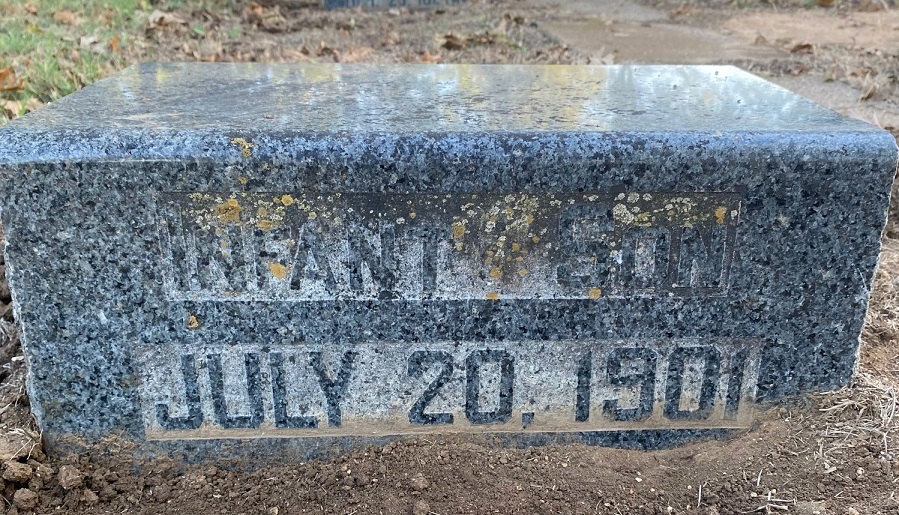 INFANT SON
JULY 20, 1901